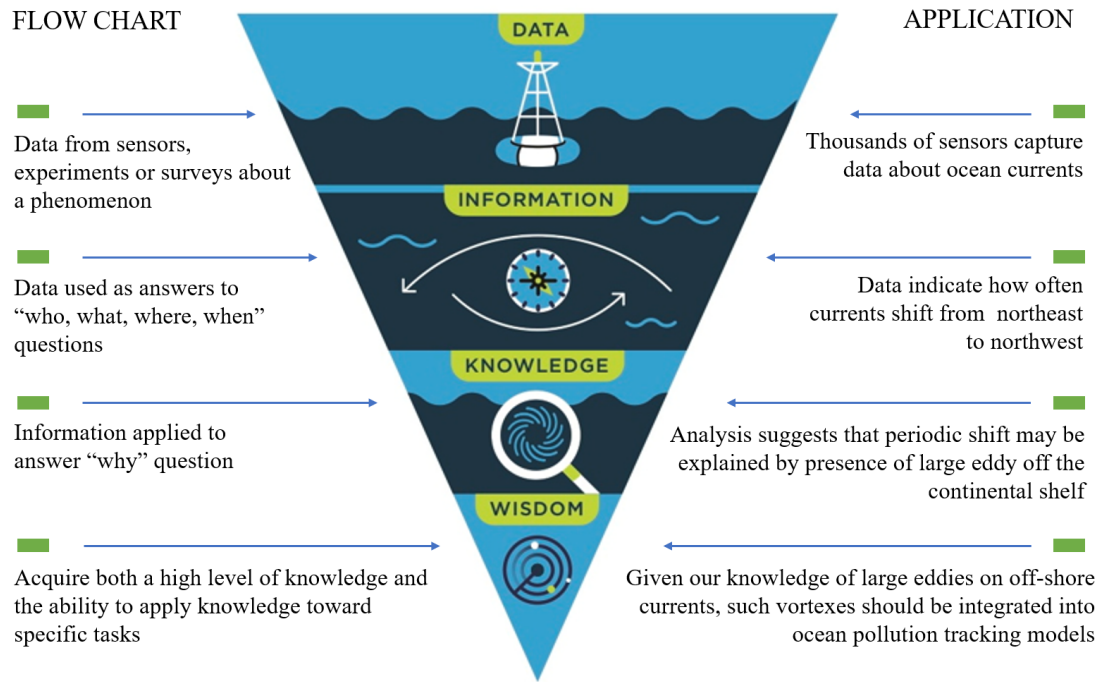 FLOW CHART
APPLICATION
DATA
Data from sensors,
experiments or surveys about
a phenomenon
Thousands of sensors capture
data about ocean currents
INFORMATION
Data used as answers to
“who, what, where, when”
questions
Data indicate how often
currents shift from northeast
to northwest
KNOWLEDGE
Information applied to
answer “why” question
Analysis suggests that periodic shift may be
explained by presence of large eddy off the
continental shelf
WISDOM
Acquire both a high level of knowledge and
the ability to apply knowledge toward
specific tasks
Given our knowledge of large eddies on off-shore
currents, such vortexes should be integrated into
ocean pollution tracking models